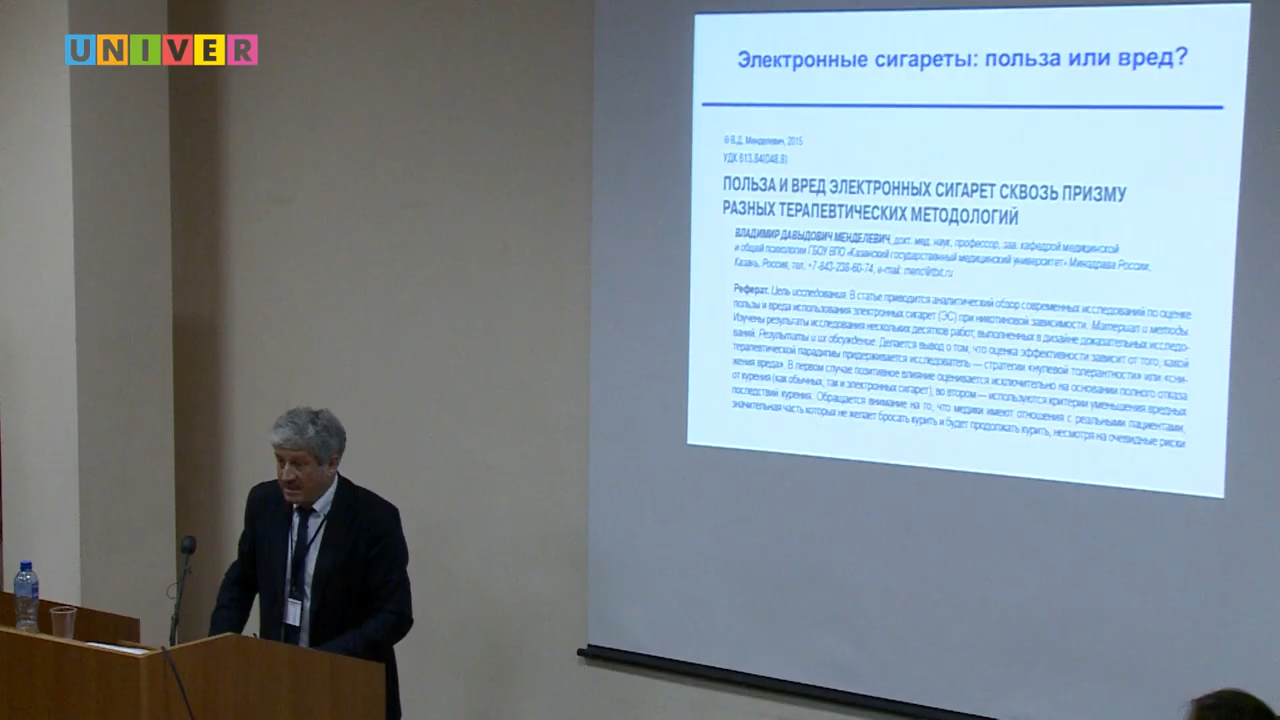 UNIVER
Электронные сигареты: польза или вред?
© В.Д. Менделевич, 2015
УДК 613.84(048.8)
ПОЛЬЗА И ВРЕД ЭЛЕКТРОННЫХ СИГАРЕТ СКВОЗЬ ПРИЗМУ
РАЗНЫХ ТЕРАПЕВТИЧЕСКИХ МЕТОДОЛОГИЙ
ВЛАДИМИР ДАВЫДОВИЧ МЕНДЕЛЕВИЧ, докт. мед. наук, профессор, зав. кафедрой медицинской
и общей психологии ГБОУ ВПО «Казанский государственный медицинский университет» Минздрава России,
Казань, Россия, тел. +7-843-238-60-74, e-mail:
Реферат. Цель исследования. В статье приводится аналитический обзор современных исследований по оценке
пользы и вреда использования электронных сигарет (ЭС) при никотиновой зависимости. Материал и методы.
Изучены результаты исследования нескольких десятков работ, выполненных в дизайне доказательных исследо-
ваний. Результаты и их обсуждение. Делается вывод о том, что оценка эффективности зависит от того, какой
терапевтической парадигмы придерживается исследователь — стратегии «нулевой толерантности» или «сни-
жения вреда». В первом случае позитивное влияние оценивается исключительно на основании полного отказа
от курения (как обычных, так и электронных сигарет), во втором — используются критерии уменьшения вредных
последствий курения. Обращается внимание на то, что медики имеют отношения с реальными пациентами,
значительная часть которых не желает бросать курить и будет продолжать курить, несмотря на очевидные риски